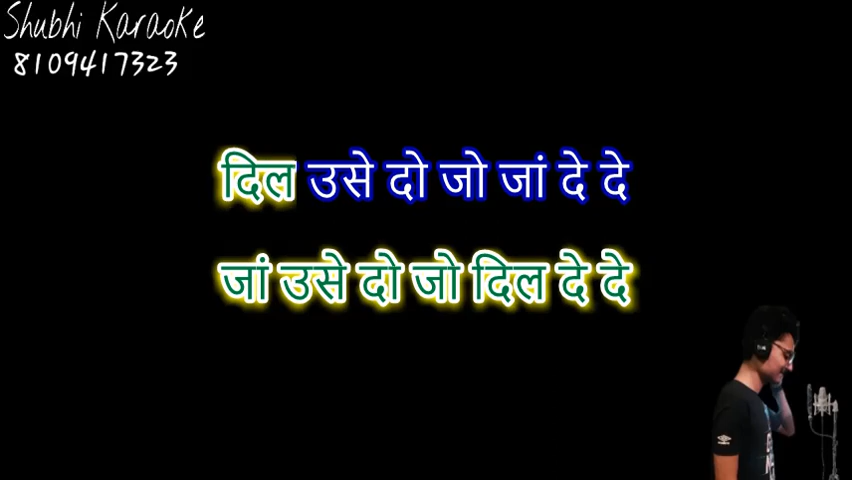 Shubhi Karaoke
8109417323
दिल उसे दो जो जां दे दे
जां उसे दो जो दिल दे दे